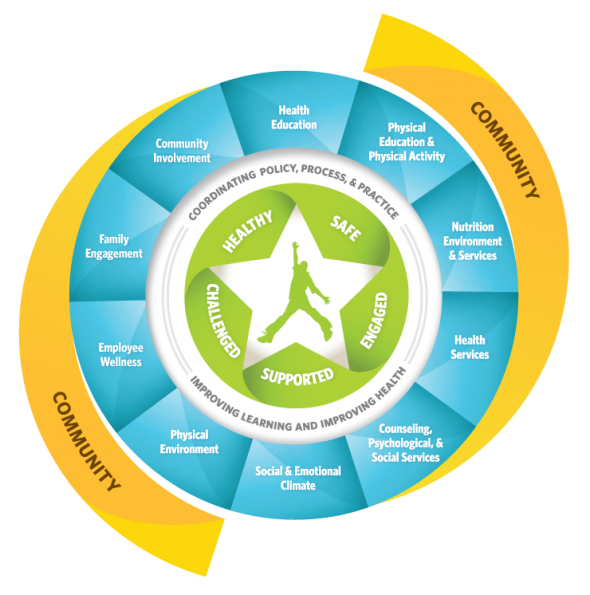 COMMUNITY
Health
Education
Physical
Education &
Physical Activity
Nutrition
Environment
& Services
Health
Services
Counseling,
Psychological, &
Social Services
Social & Emotional
Climate
Physical
Environment
Employee
Wellness
Family
Engagement
Community
Involvement
COORDINATING POLICY, PROCESS, & PRACTICE
HEALTHY
SAFE
ENGAGED
SUPPORTED
CHALLENGED
IMPROVING LEARNING AND IMPROVING HEALTH
COMMUNITY